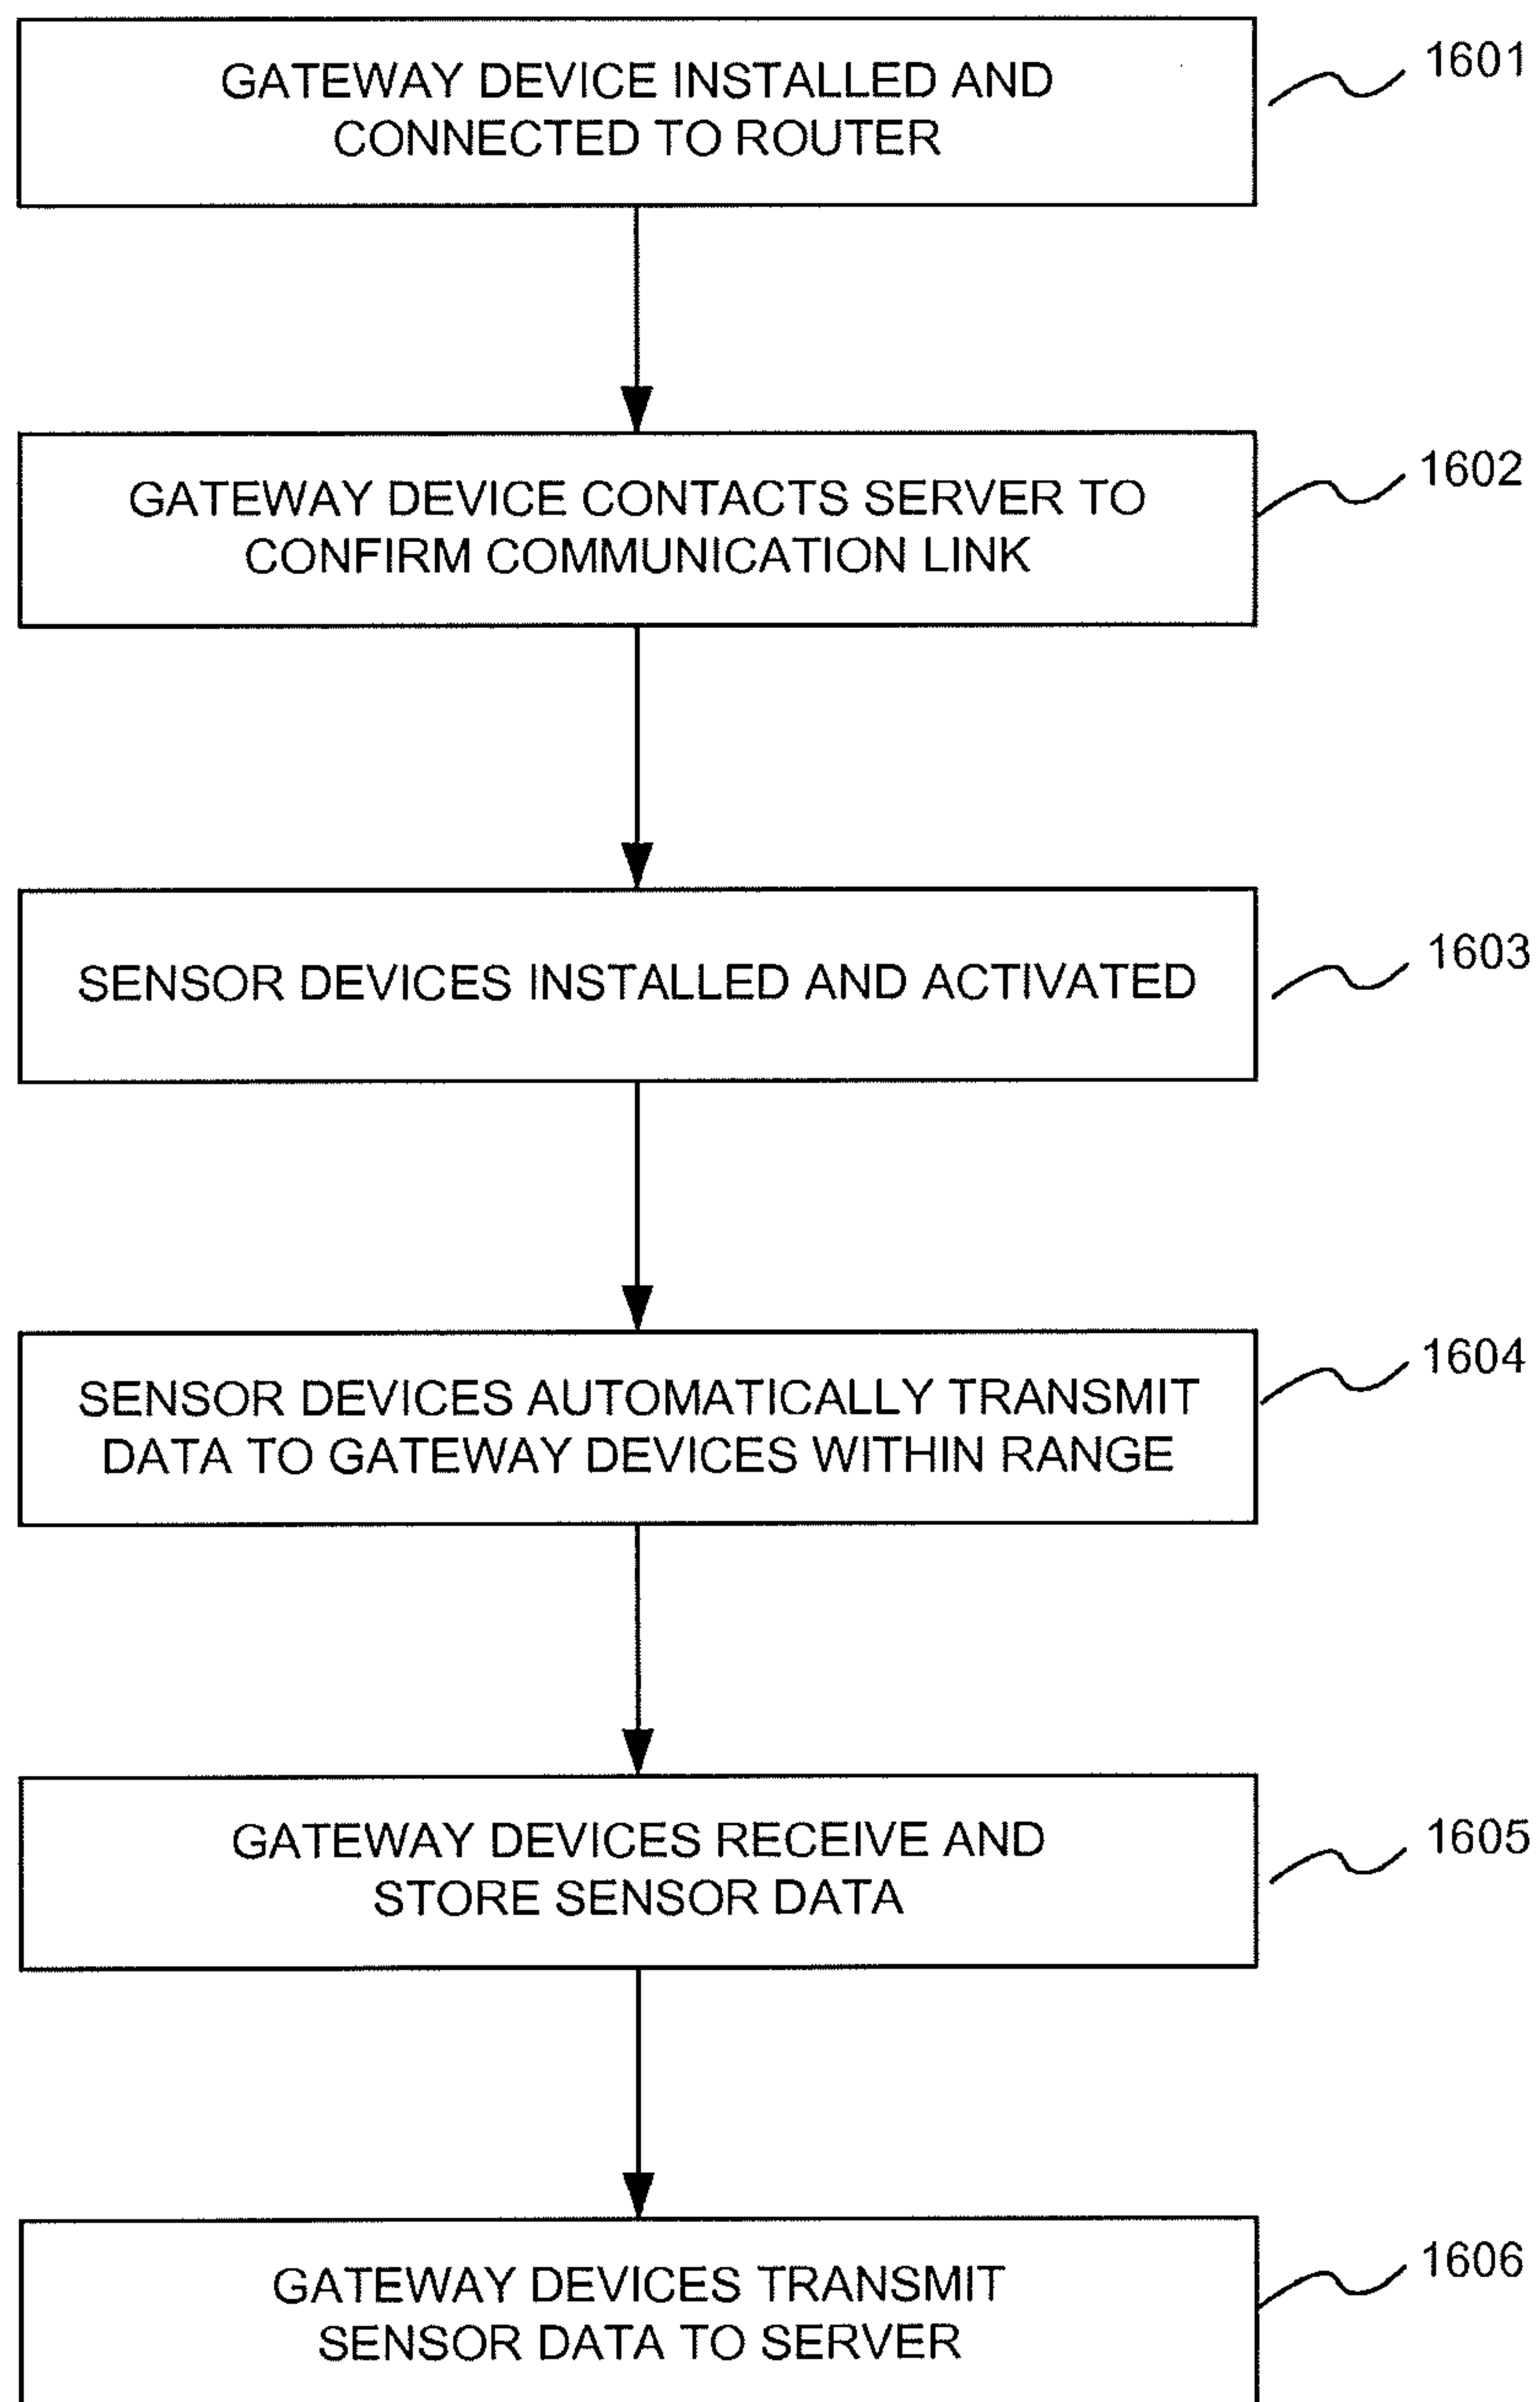 GATEWAY DEVICE INSTALLED AND
CONNECTED TO ROUTER
1601
GATEWAY DEVICE CONTACTS SERVER TO
CONFIRM COMMUNICATION LINK
1602
SENSOR DEVICES INSTALLED AND ACTIVATED
1603
SENSOR DEVICES AUTOMATICALLY TRANSMIT
DATA TO GATEWAY DEVICES WITHIN RANGE
1604
GATEWAY DEVICES RECEIVE AND
STORE SENSOR DATA
1605
GATEWAY DEVICES TRANSMIT
SENSOR DATA TO SERVER
1606